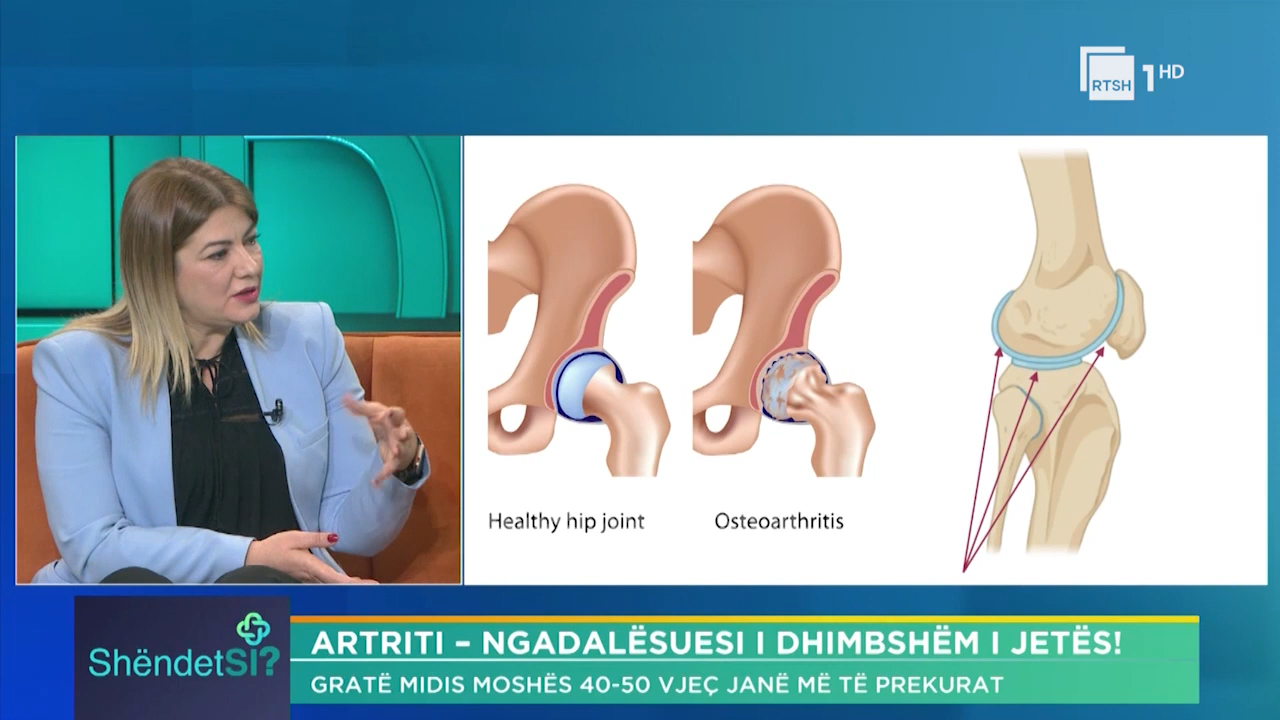 RTSH 1 HD
Healthy hip joint
Osteoarthritis
ShëndetSI?
ARTRITI – NGADALËSUESI I DHIMBSHËM I JETËS!
GRATË MIDIS MOSHËS 40-50 VJEÇ JANË MË TË PREKURAT